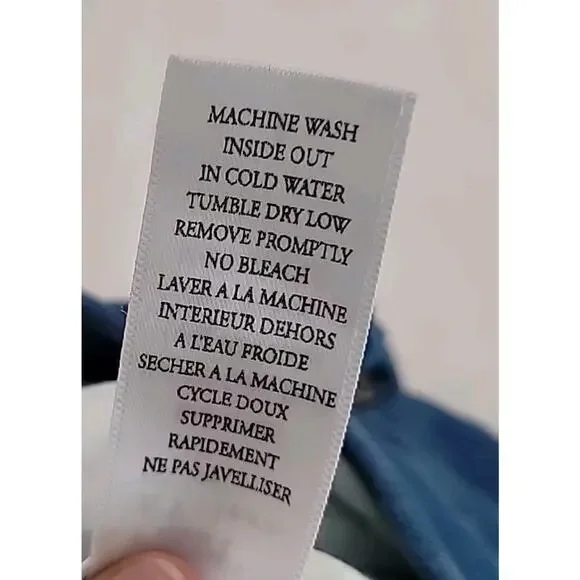 MACHINE WASH
INSIDE OUT
IN COLD WATER
TUMBLE DRY LOW
REMOVE PROMPTLY
NO BLEACH
LAVER A LA MACHINE
INTERIEUR DEHORS
A L'EAU FROIDE
SECHER A LA MACHINE
CYCLE DOUX
SUPPRIMER
RAPIDEMENT
NE PAS JAVELLISER